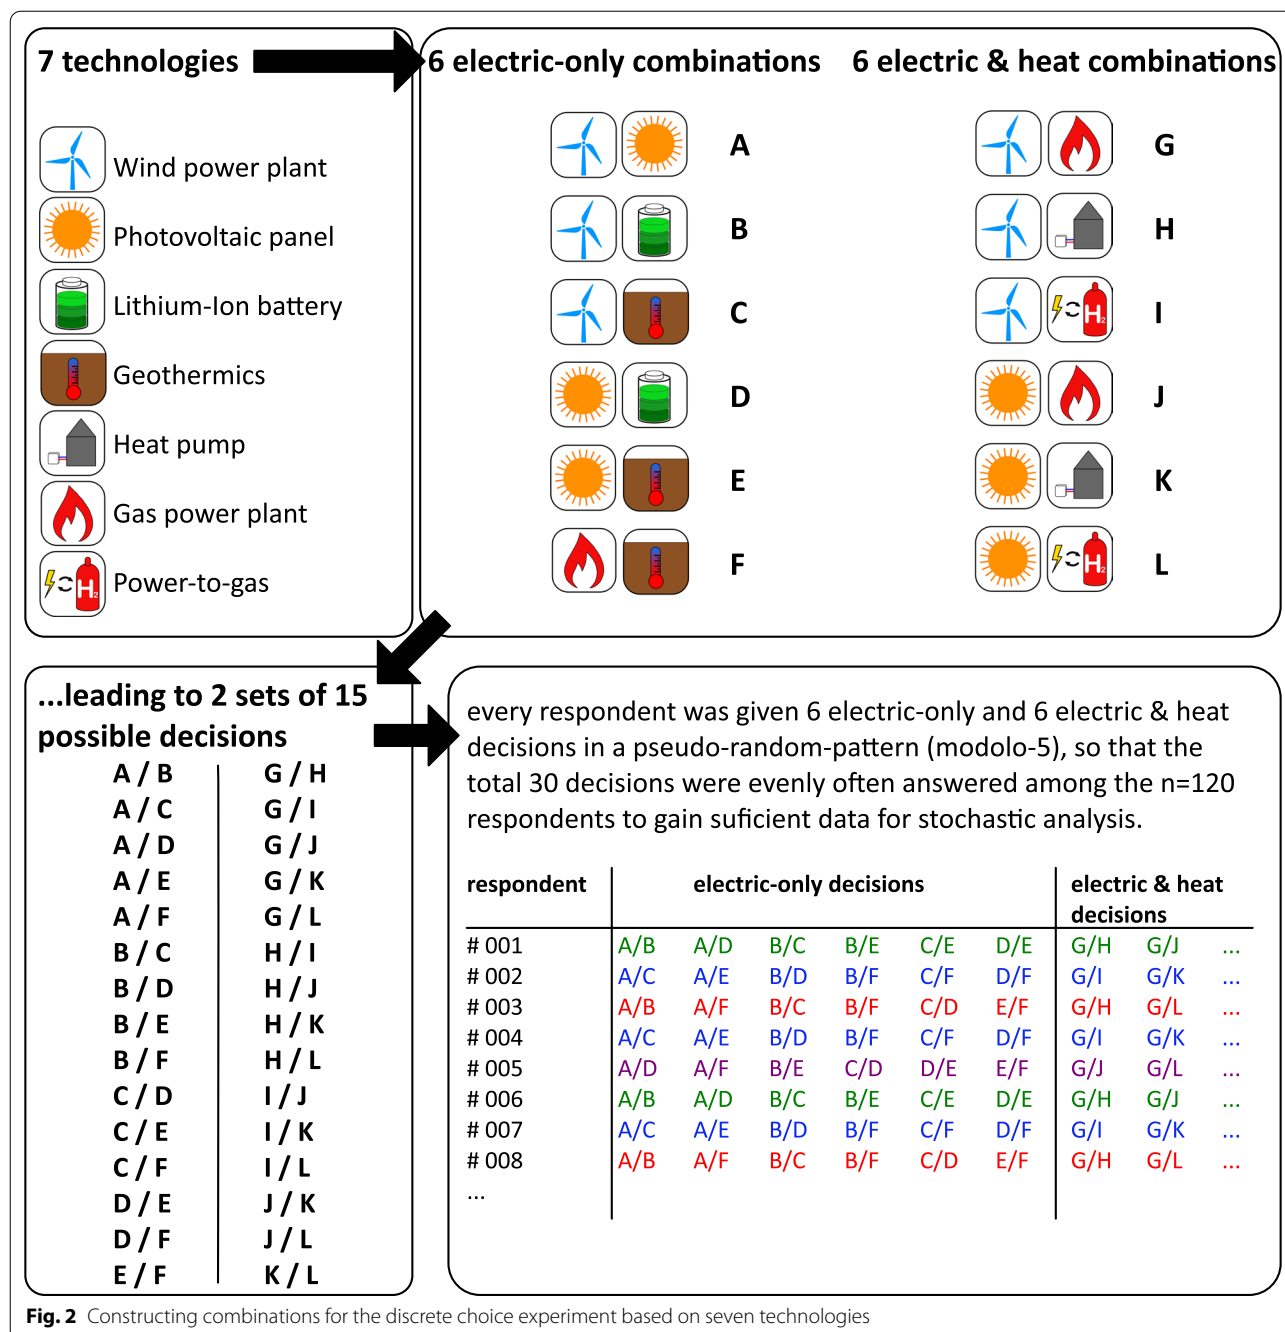 7 technologies
6 electric-only combinations
6 electric & heat combinations
Wind power plant
Photovoltaic panel
Lithium-Ion battery
Geothermics
Heat pump
Gas power plant
H2 Power-to-gas
A
B
C
D
E
F
G
H
H2 I
J
K
H2 L
...leading to 2 sets of 15
possible decisions
A / B G / H
A / C G / I
A / D G / J
A / E G / K
A / F G / L
B / C H / I
B / D H / J
B / E H / K
B / F H / L
C / D I / J
C / E I / K
C / F I / L
D / E J / K
D / F J / L
E / F K / L
every respondent was given 6 electric-only and 6 electric & heat
decisions in a pseudo-random-pattern (modolo-5), so that the
total 30 decisions were evenly often answered among the n=120
respondents to gain suficient data for stochastic analysis.
respondent electric-only decisions electric & heat
decisions
# 001 A/B A/D B/C B/E C/E D/E G/H G/J ...
# 002 A/C A/E B/D B/F C/F D/F G/I G/K ...
# 003 A/B A/F B/C B/F C/D E/F G/H G/L ...
# 004 A/C A/E B/D B/F C/F D/F G/I G/K ...
# 005 A/D A/F B/E C/D D/E E/F G/J G/L ...
# 006 A/B A/D B/C B/E C/E D/E G/H G/J ...
# 007 A/C A/E B/D B/F C/F D/F G/I G/K ...
# 008 A/B A/F B/C B/F C/D E/F G/H G/L ...
...
Fig. 2 Constructing combinations for the discrete choice experiment based on seven technologies